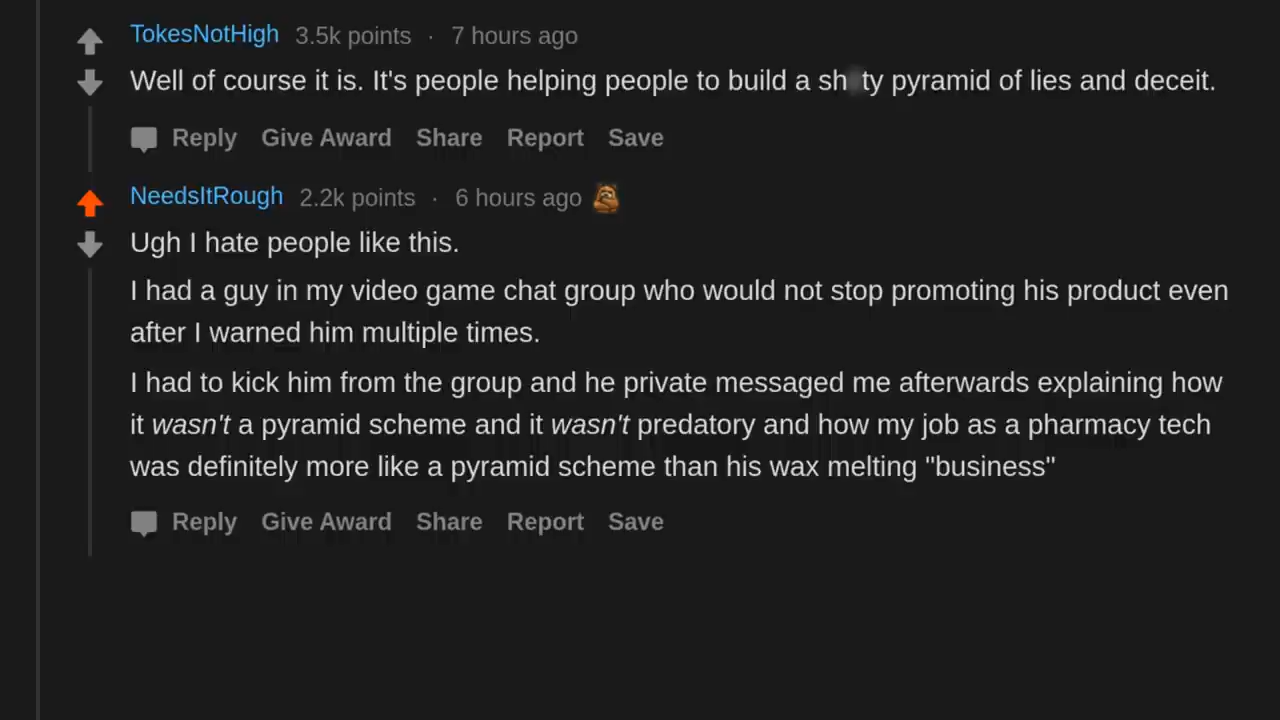 TokesNotHigh 3.5k points · 7 hours ago
Well of course it is. It's people helping people to build a sh ty pyramid of lies and deceit.
Reply Give Award Share Report Save
NeedsItRough 2.2k points · 6 hours ago
Ugh I hate people like this.
I had a guy in my video game chat group who would not stop promoting his product even
after I warned him multiple times.
I had to kick him from the group and he private messaged me afterwards explaining how
it wasn't a pyramid scheme and it wasn't predatory and how my job as a pharmacy tech
was definitely more like a pyramid scheme than his wax melting "business"
Reply Give Award Share Report Save